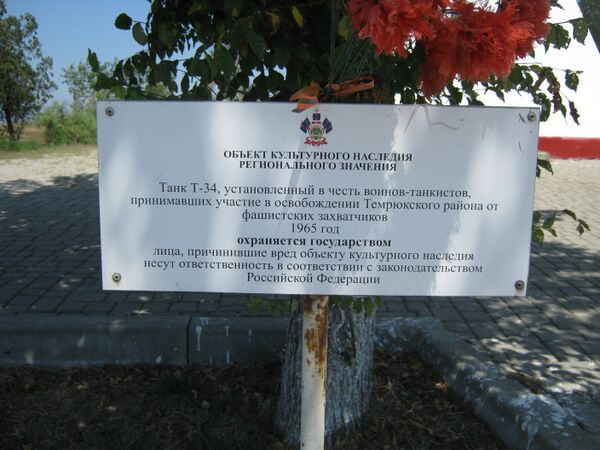 ОБЪЕКТ КУЛЬТУРНОГО НАСЛЕДИЯ
РЕГИОНАЛЬНОГО ЗНАЧЕНИЯ
Танк Т-34, установленный в честь воинов-танкистов,
принимавших участие в освобождении Темрюкского района от
фашистских захватчиков
1965 год
охраняется государством
лица, причинившие вред объекту культурного наследия
несут ответственность в соответствии с законодательством
Российской Федерации